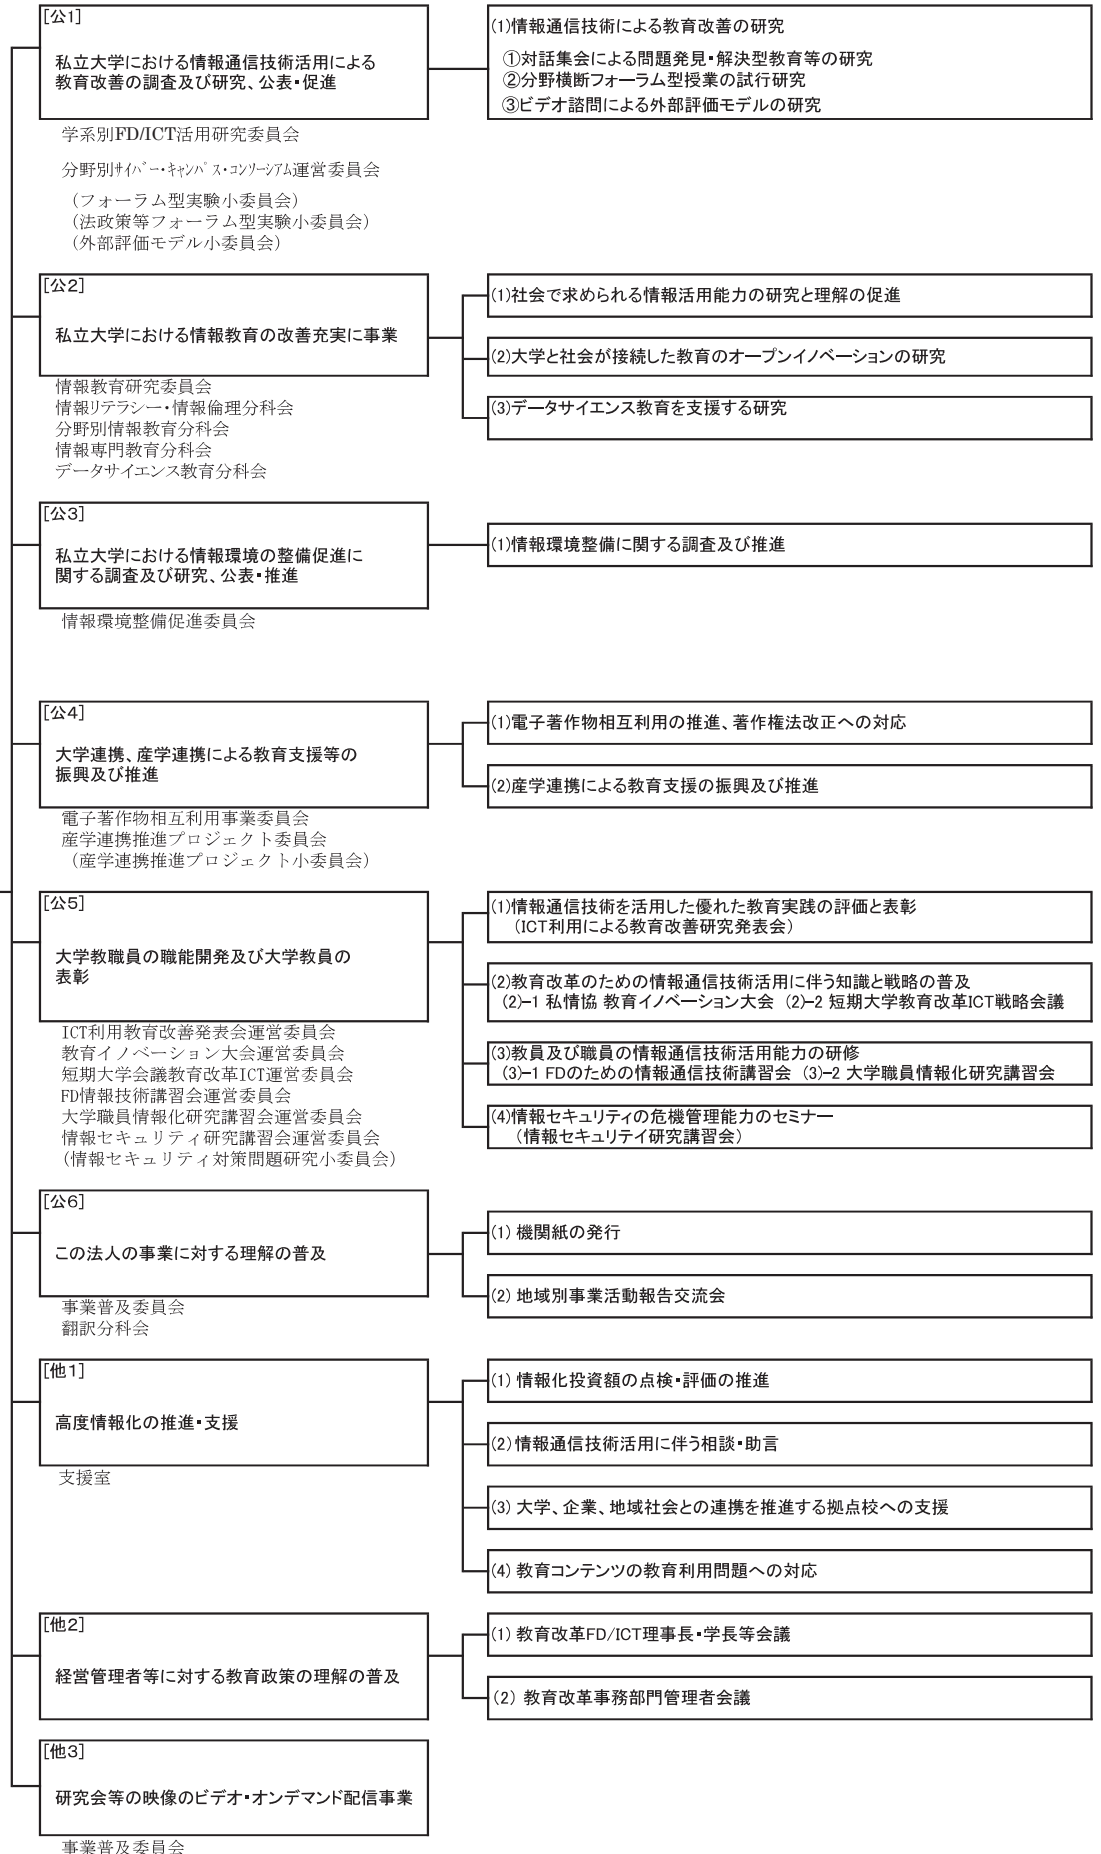 [公1]
私立大学における情報通信技術活用による
教育改善の調査及び研究、公表・促進
(1)情報通信技術による教育改善の研究
①対話集会による問題発見・解決型教育等の研究
②分野横断フォーラム型授業の試行研究
③ビデオ諮問による外部評価モデルの研究
学系別FD/ICT活用研究委員会
分野別サイバー・キャンパス・コンソーシアム運営委員会
(フォーラム型実験小委員会)
(法政策等フォーラム型実験小委員会)
(外部評価モデル小委員会)
[公2]
私立大学における情報教育の改善充実に事業
(1)社会で求められる情報活用能力の研究と理解の促進
(2)大学と社会が接続した教育のオープンイノベーションの研究
(3)データサイエンス教育を支援する研究
情報教育研究委員会
情報リテラシー・情報倫理分科会
分野別情報教育分科会
情報専門教育分科会
データサイエンス教育分科会
[公3]
私立大学における情報環境の整備促進に
関する調査及び研究、公表・推進
(1)情報環境整備に関する調査及び推進
情報環境整備促進委員会
[公4]
大学連携、産学連携による教育支援等の
振興及び推進
(1)電子著作物相互利用の推進、著作権法改正への対応
(2)産学連携による教育支援の振興及び推進
電子著作物相互利用事業委員会
産学連携推進プロジェクト委員会
(産学連携推進プロジェクト小委員会)
[公5]
大学教職員の職能開発及び大学教員の
表彰
(1)情報通信技術を活用した優れた教育実践の評価と表彰
(ICT利用による教育改善研究発表会)
(2)教育改革のための情報通信技術活用に伴う知識と戦略の普及
(2)-1 私情協 教育イノベーション大会 (2)-2 短期大学教育改革ICT戦略会議
(3)教員及び職員の情報通信技術活用能力の研修
(3)-1 FDのための情報通信技術講習会 (3)-2 大学職員情報化研究講習会
(4)情報セキュリティの危機管理能力のセミナー
(情報セキュリテイ研究講習会)
ICT利用教育改善発表会運営委員会
教育イノベーション大会運営委員会
短期大学会議教育改革ICT運営委員会
FD情報技術講習会運営委員会
大学職員情報化研究講習会運営委員会
情報セキュリティ研究講習会運営委員会
(情報セキュリティ対策問題研究小委員会)
[公6]
この法人の事業に対する理解の普及
(1) 機関紙の発行
(2) 地域別事業活動報告交流会
事業普及委員会
翻訳分科会
[他1]
高度情報化の推進・支援
(1) 情報化投資額の点検・評価の推進
(2) 情報通信技術活用に伴う相談・助言
(3) 大学、企業、地域社会との連携を推進する拠点校への支援
(4) 教育コンテンツの教育利用問題への対応
支援室
[他2]
経営管理者等に対する教育政策の理解の普及
(1) 教育改革FD/ICT理事長・学長等会議
(2) 教育改革事務部門管理者会議
[他3]
研究会等の映像のビデオ・オンデマンド配信事業
事業普及委員会